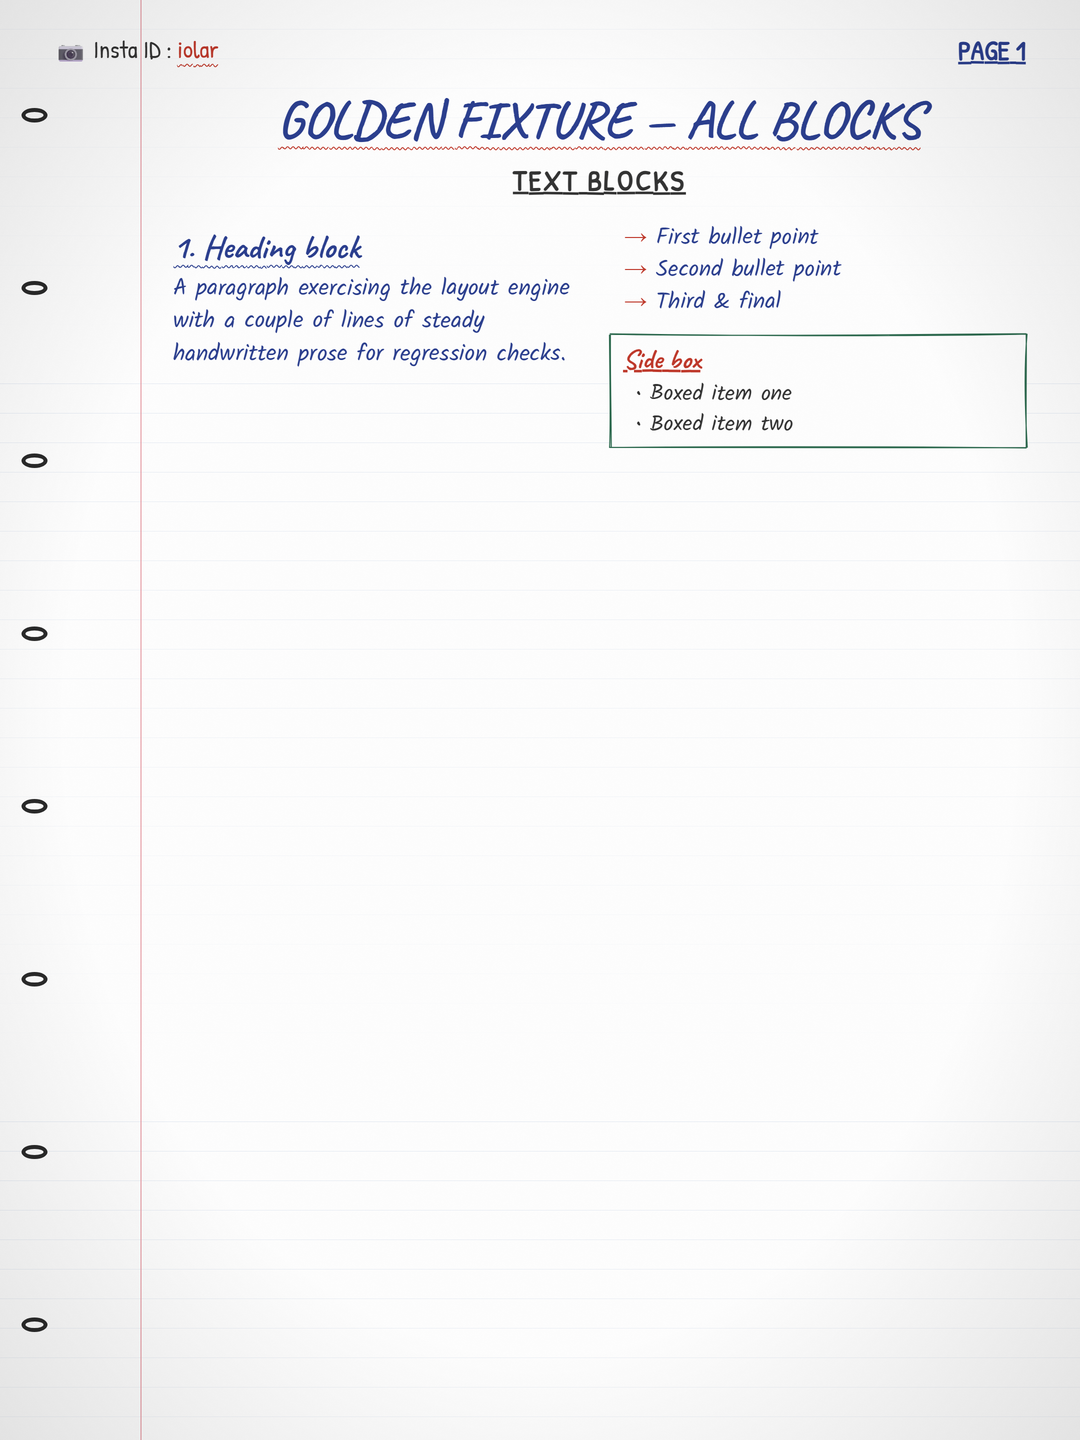 Insta ID : iolar
PAGE 1
GOLDEN FIXTURE – ALL BLOCKS
TEXT BLOCKS
1. Heading block
A paragraph exercising the layout engine
with a couple of lines of steady
handwritten prose for regression checks.
→ First bullet point
→ Second bullet point
→ Third & final
Side box
· Boxed item one
· Boxed item two